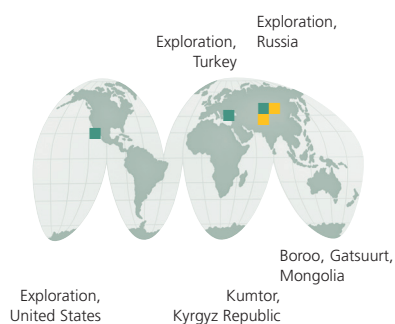 Exploration,
Russia
Exploration,
Turkey
Boroo, Gatsuurt,
Mongolia
Exploration,
United States
Kumtor,
Kyrgyz Republic